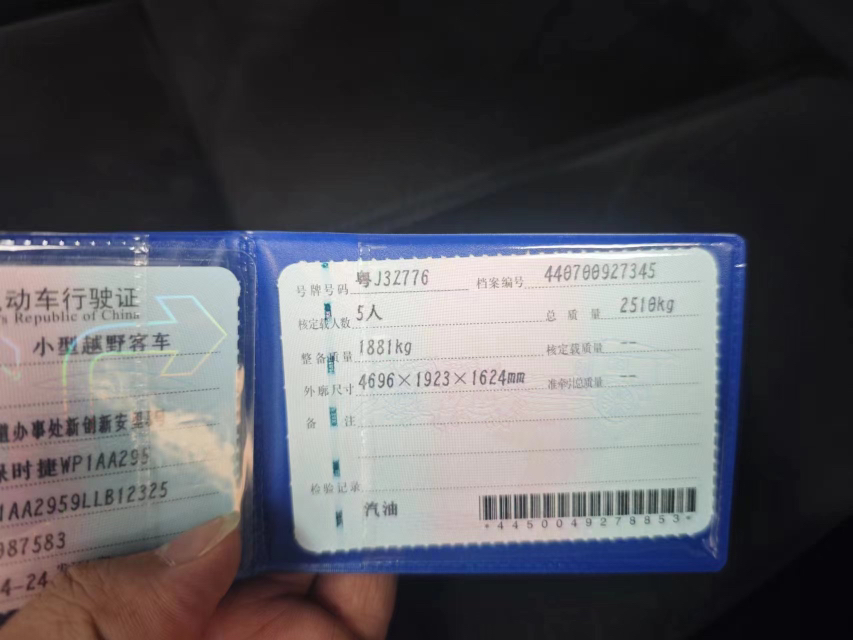 动车行驶证
's Republic of China
小型越野客车
办事处新创新安
时捷WP1AA295
1AA2959LLB12325
987583
4-24
号牌号码 粤J3Z776 档案编号 440700927345
核定载人数 5人 总质量 2510kg
整备质量 1881kg 核定载质量 --
外廓尺寸 4696×1923×1624mm 准牵引总质量 --
备注
检验记录
汽油
*4450049278853*